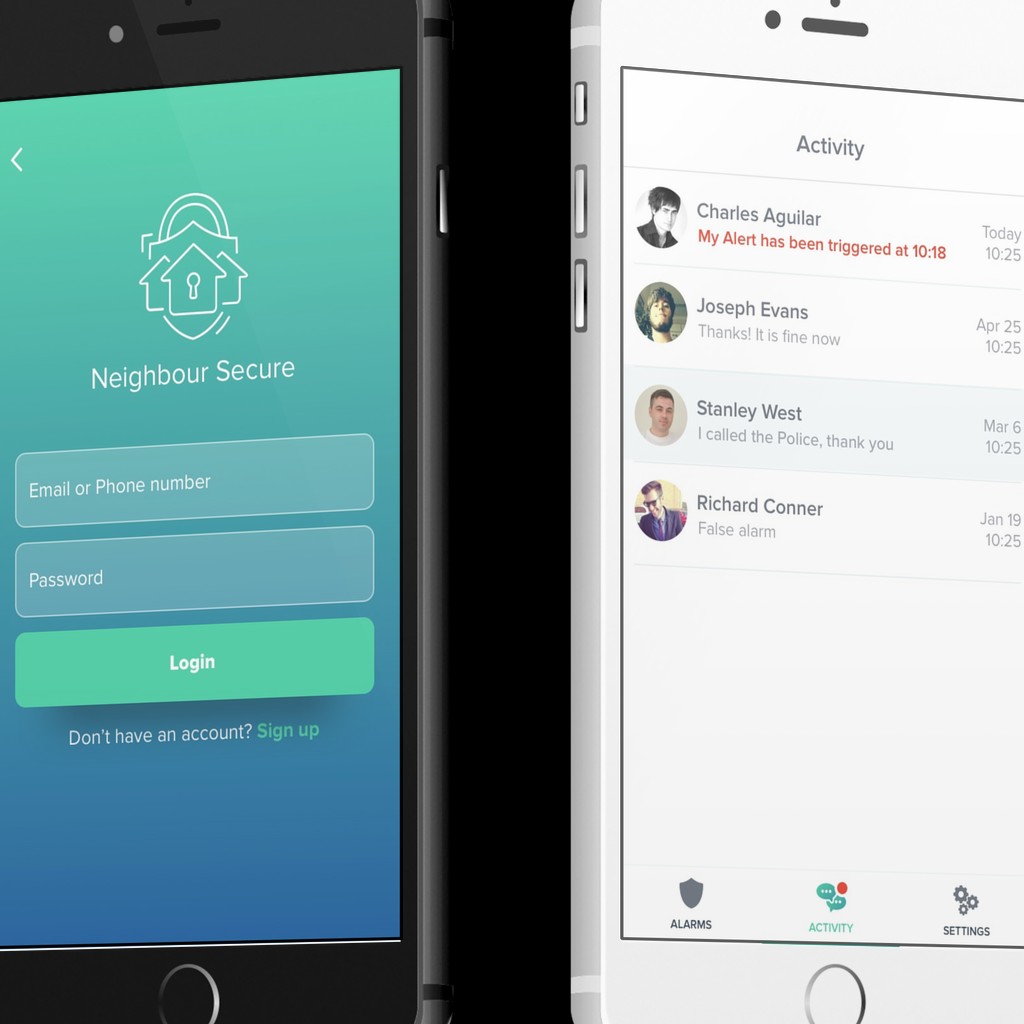 Neighbour Secure
Email or Phone number
Password
Login
Don't have an account? Sign up
Activity
Charles Aguilar
My Alert has been triggered at 10:18
Today
10:25
Joseph Evans
Thanks! It is fine now
Apr 25
10:25
Stanley West
I called the Police, thank you
Mar 6
10:25
Richard Conner
False alarm
Jan 19
10:25
ALARMS
ACTIVITY
SETTINGS